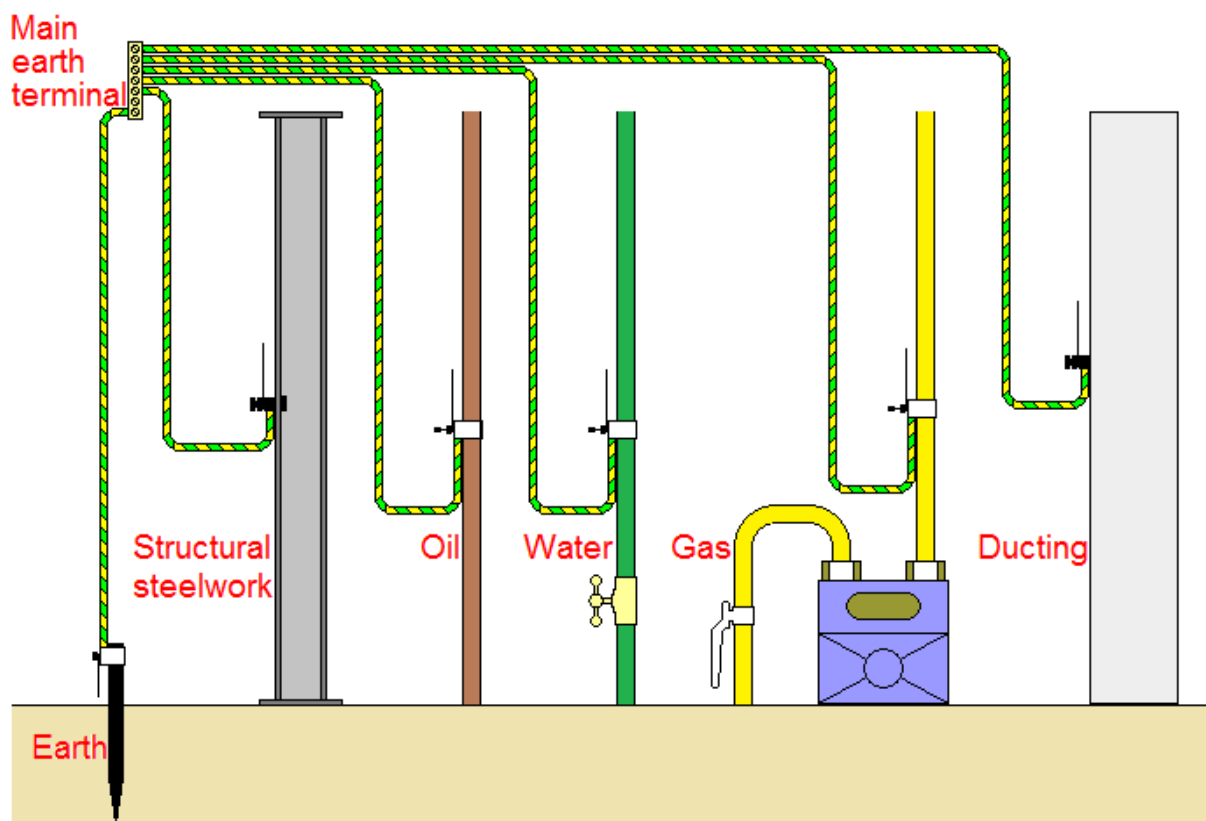 Main
earth
terminal
Structural
steelwork
Oil
Water
Gas
Ducting
Earth